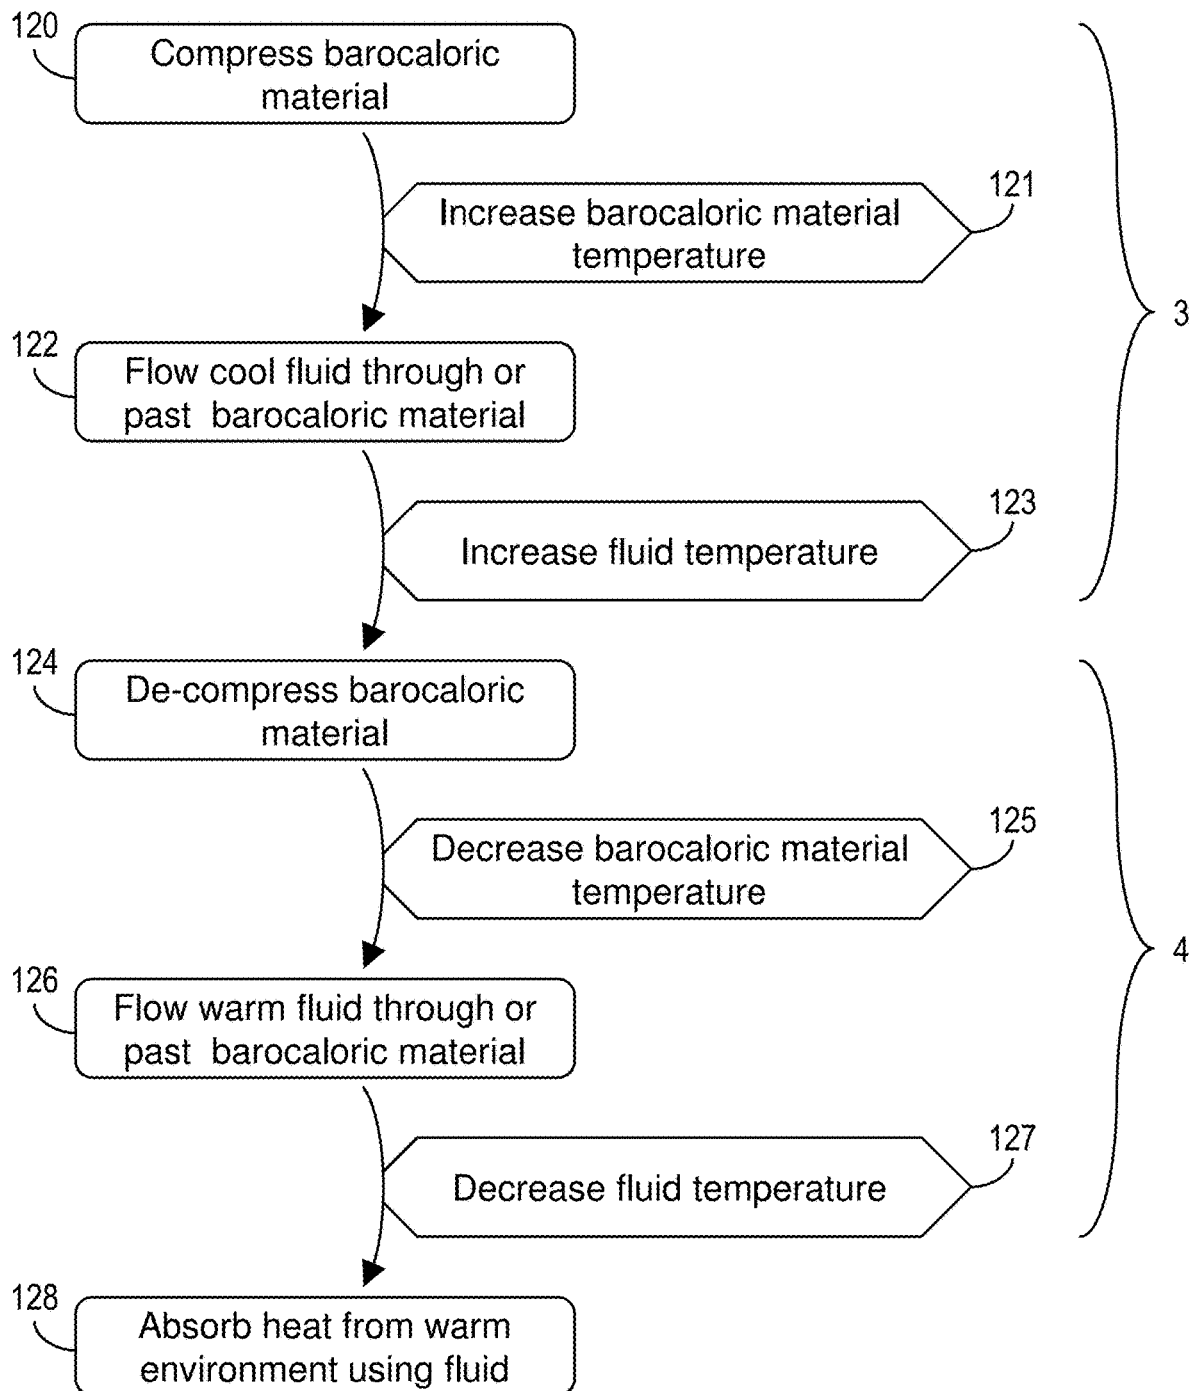 120
Compress barocaloric
material
121
Increase barocaloric material
temperature
3
122
Flow cool fluid through or
past  barocaloric material
123
Increase fluid temperature
124
De-compress barocaloric
material
125
Decrease barocaloric material
temperature
4
126
Flow warm fluid through or
past  barocaloric material
127
Decrease fluid temperature
128
Absorb heat from warm
environment using fluid